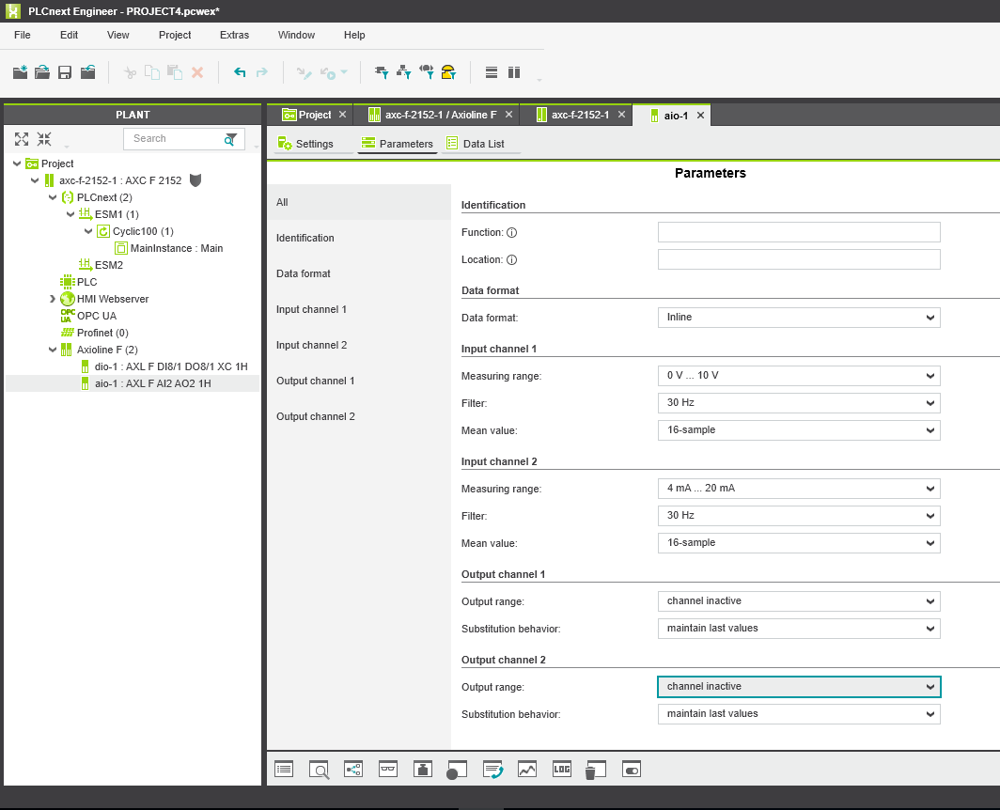 PLCnext Engineer - PROJECT4.pcwex*
File Edit View Project Extras Window Help
PLANT
Search
Project
axc-f-2152-1 : AXC F 2152
PLCnext (2)
ESM1 (1)
Cyclic100 (1)
MainInstance : Main
ESM2
PLC
HMI Webserver
OPC UA OPC UA
Profinet (0)
Axioline F (2)
dio-1 : AXL F DI8/1 DO8/1 XC 1H
aio-1 : AXL F AI2 AO2 1H
Project axc-f-2152-1 / Axioline F axc-f-2152-1 aio-1
Settings Parameters Data List
Parameters
All
Identification
Data format
Input channel 1
Input channel 2
Output channel 1
Output channel 2
Identification
Function:
Location:
Data format
Data format: Inline
Input channel 1
Measuring range: 0 V ... 10 V
Filter: 30 Hz
Mean value: 16-sample
Input channel 2
Measuring range: 4 mA ... 20 mA
Filter: 30 Hz
Mean value: 16-sample
Output channel 1
Output range: channel inactive
Substitution behavior: maintain last values
Output channel 2
Output range: channel inactive
Substitution behavior: maintain last values
LOG